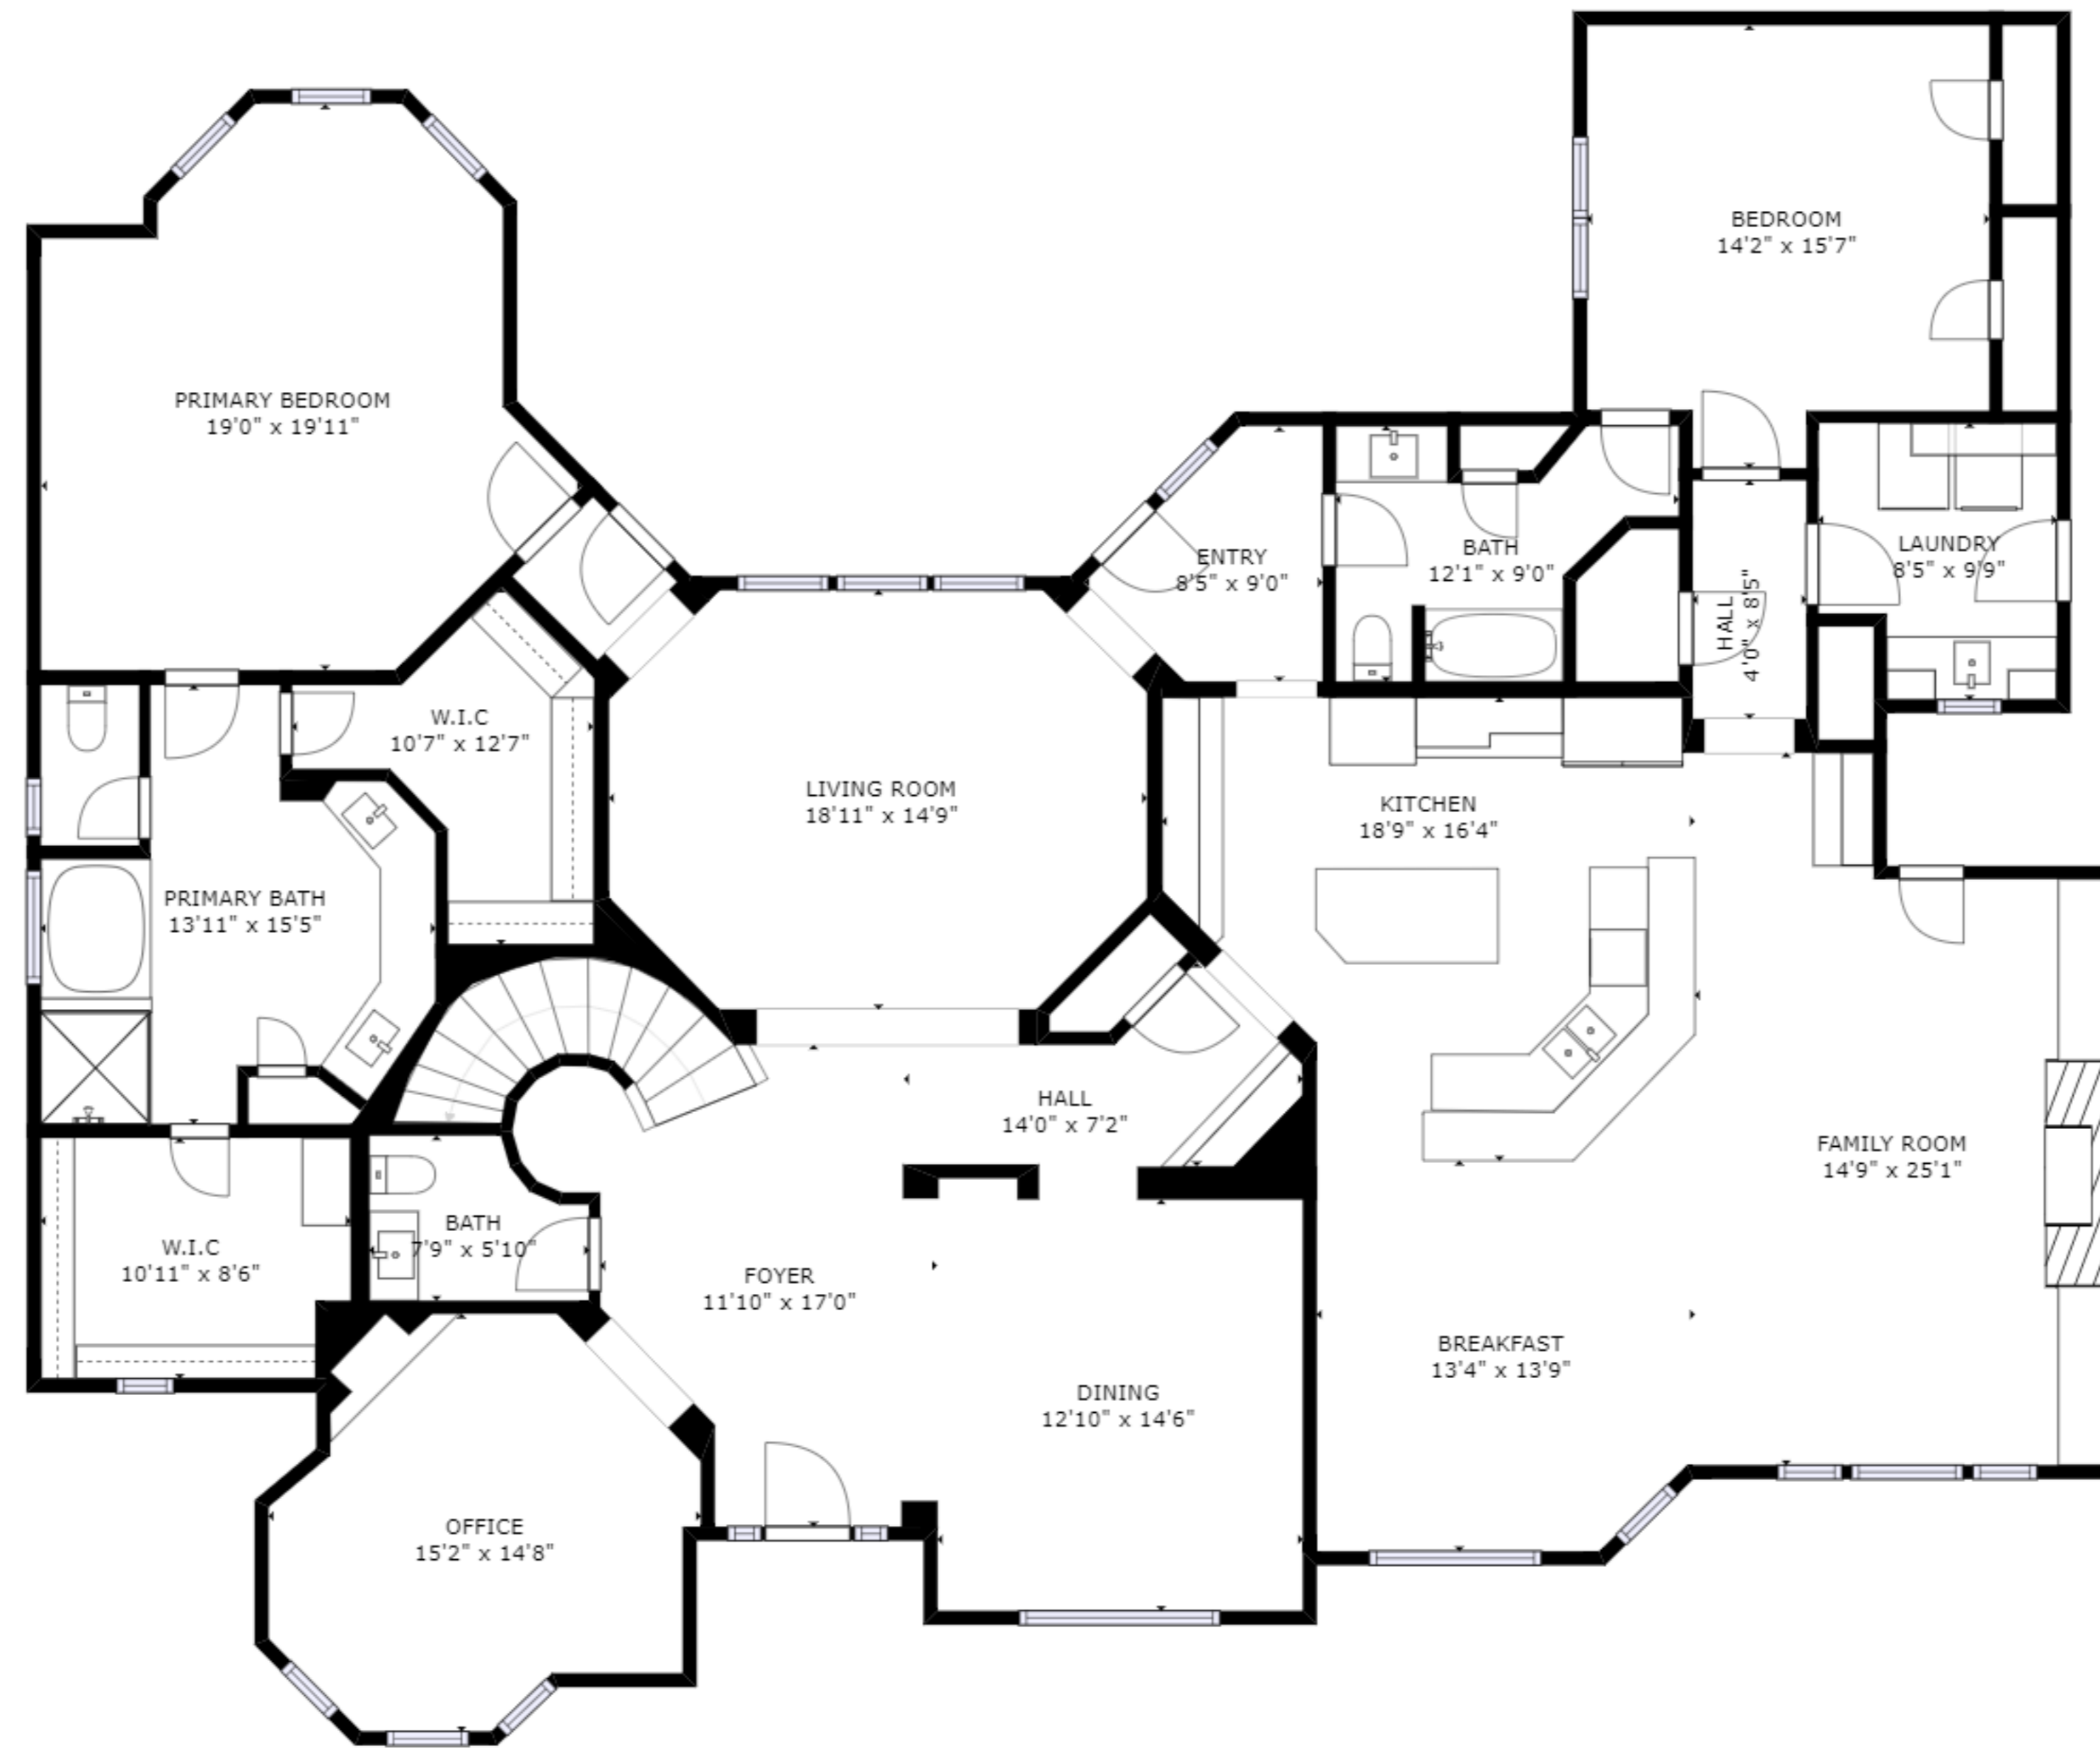 BEDROOM
14'2" x 15'7"
PRIMARY BEDROOM
19'0" x 19'11"
ENTRY
8'5" x 9'0"
BATH
12'1" x 9'0"
HALL
4'0" x 8'5"
LAUNDRY
8'5" x 9'9"
W.I.C
10'7" x 12'7"
LIVING ROOM
18'11" x 14'9"
KITCHEN
18'9" x 16'4"
PRIMARY BATH
13'11" x 15'5"
HALL
14'0" x 7'2"
FAMILY ROOM
14'9" x 25'1"
W.I.C
10'11" x 8'6"
BATH
7'9" x 5'10"
FOYER
11'10" x 17'0"
BREAKFAST
13'4" x 13'9"
DINING
12'10" x 14'6"
OFFICE
15'2" x 14'8"